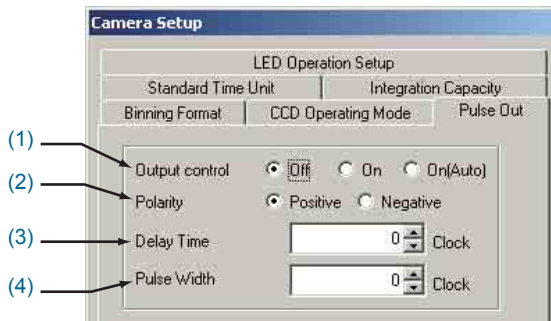 Camera Setup
LED Operation Setup
Standard Time Unit Integration Capacity
Binning Format CCD Operating Mode Pulse Out
(1) Output control Off On On(Auto)
(2) Polarity Positive Negative
(3) Delay Time 0 Clock
(4) Pulse Width 0 Clock